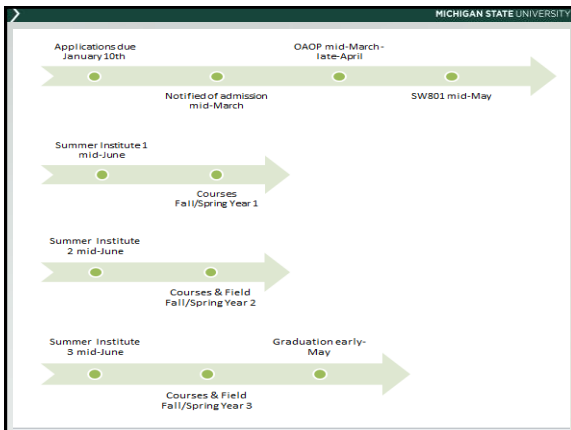 MICHIGAN STATE UNIVERSITY
Applications due
January 10th
OAOP mid-March-
late-April
Notified of admission
mid-March
SW801 mid-May
Summer Institute 1
mid-June
Courses
Fall/Spring Year 1
Summer Institute
2 mid-June
Courses & Field
Fall/Spring Year 2
Summer Institute
3 mid-June
Graduation early-
May
Courses & Field
Fall/Spring Year 3